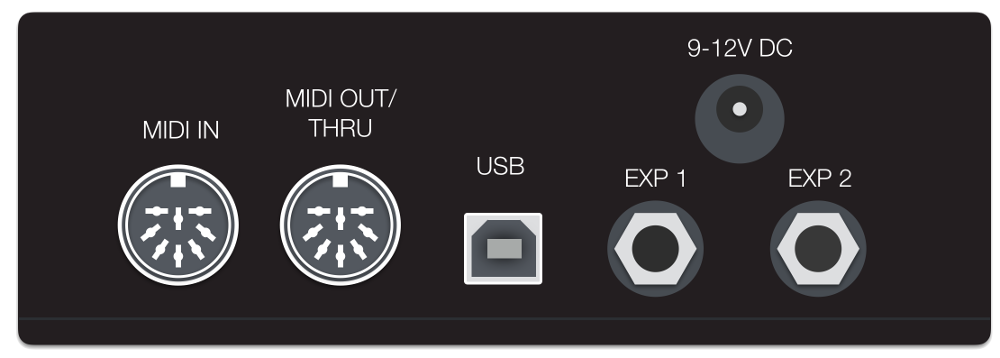 9-12V DC
MIDI OUT/
THRU
MIDI IN
USB
EXP 1
EXP 2